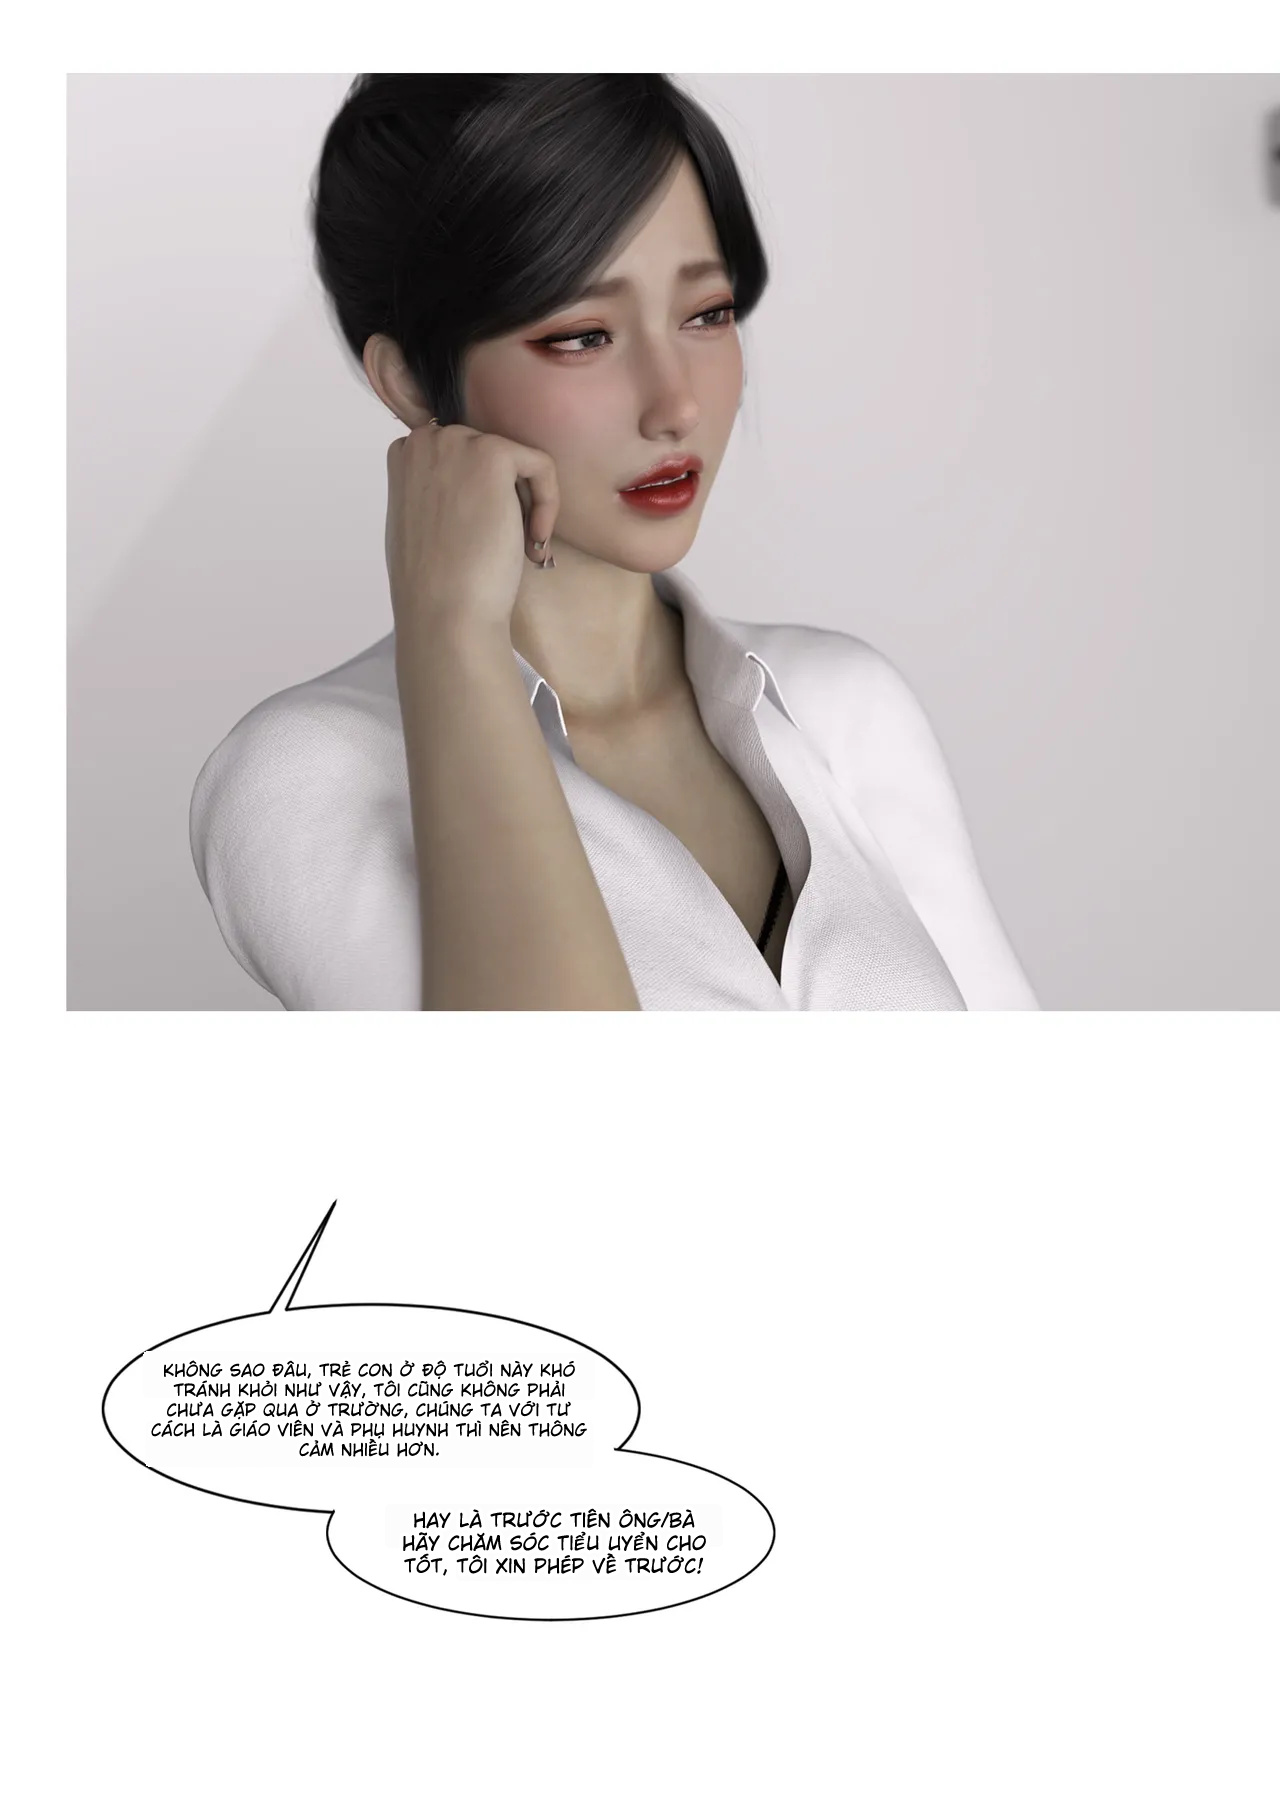 KHÔNG SAO ĐÂU, TRẺ CON Ở ĐỘ TUỔI NÀY KHÓ
TRÁNH KHỎI NHƯ VẬY, TÔI CŨNG KHÔNG PHẢI
CHƯA GẶP QUA Ở TRƯỜNG, CHÚNG TA VỚI TƯ
CÁCH LÀ GIÁO VIÊN VÀ PHỤ HUYNH THÌ NÊN THÔNG
CẢM NHIỀU HƠN.
HAY LÀ TRƯỚC TIÊN ÔNG/BÀ
HÃY CHĂM SÓC TIỂU UYỂN CHO
TỐT, TÔI XIN PHÉP VỀ TRƯỚC!